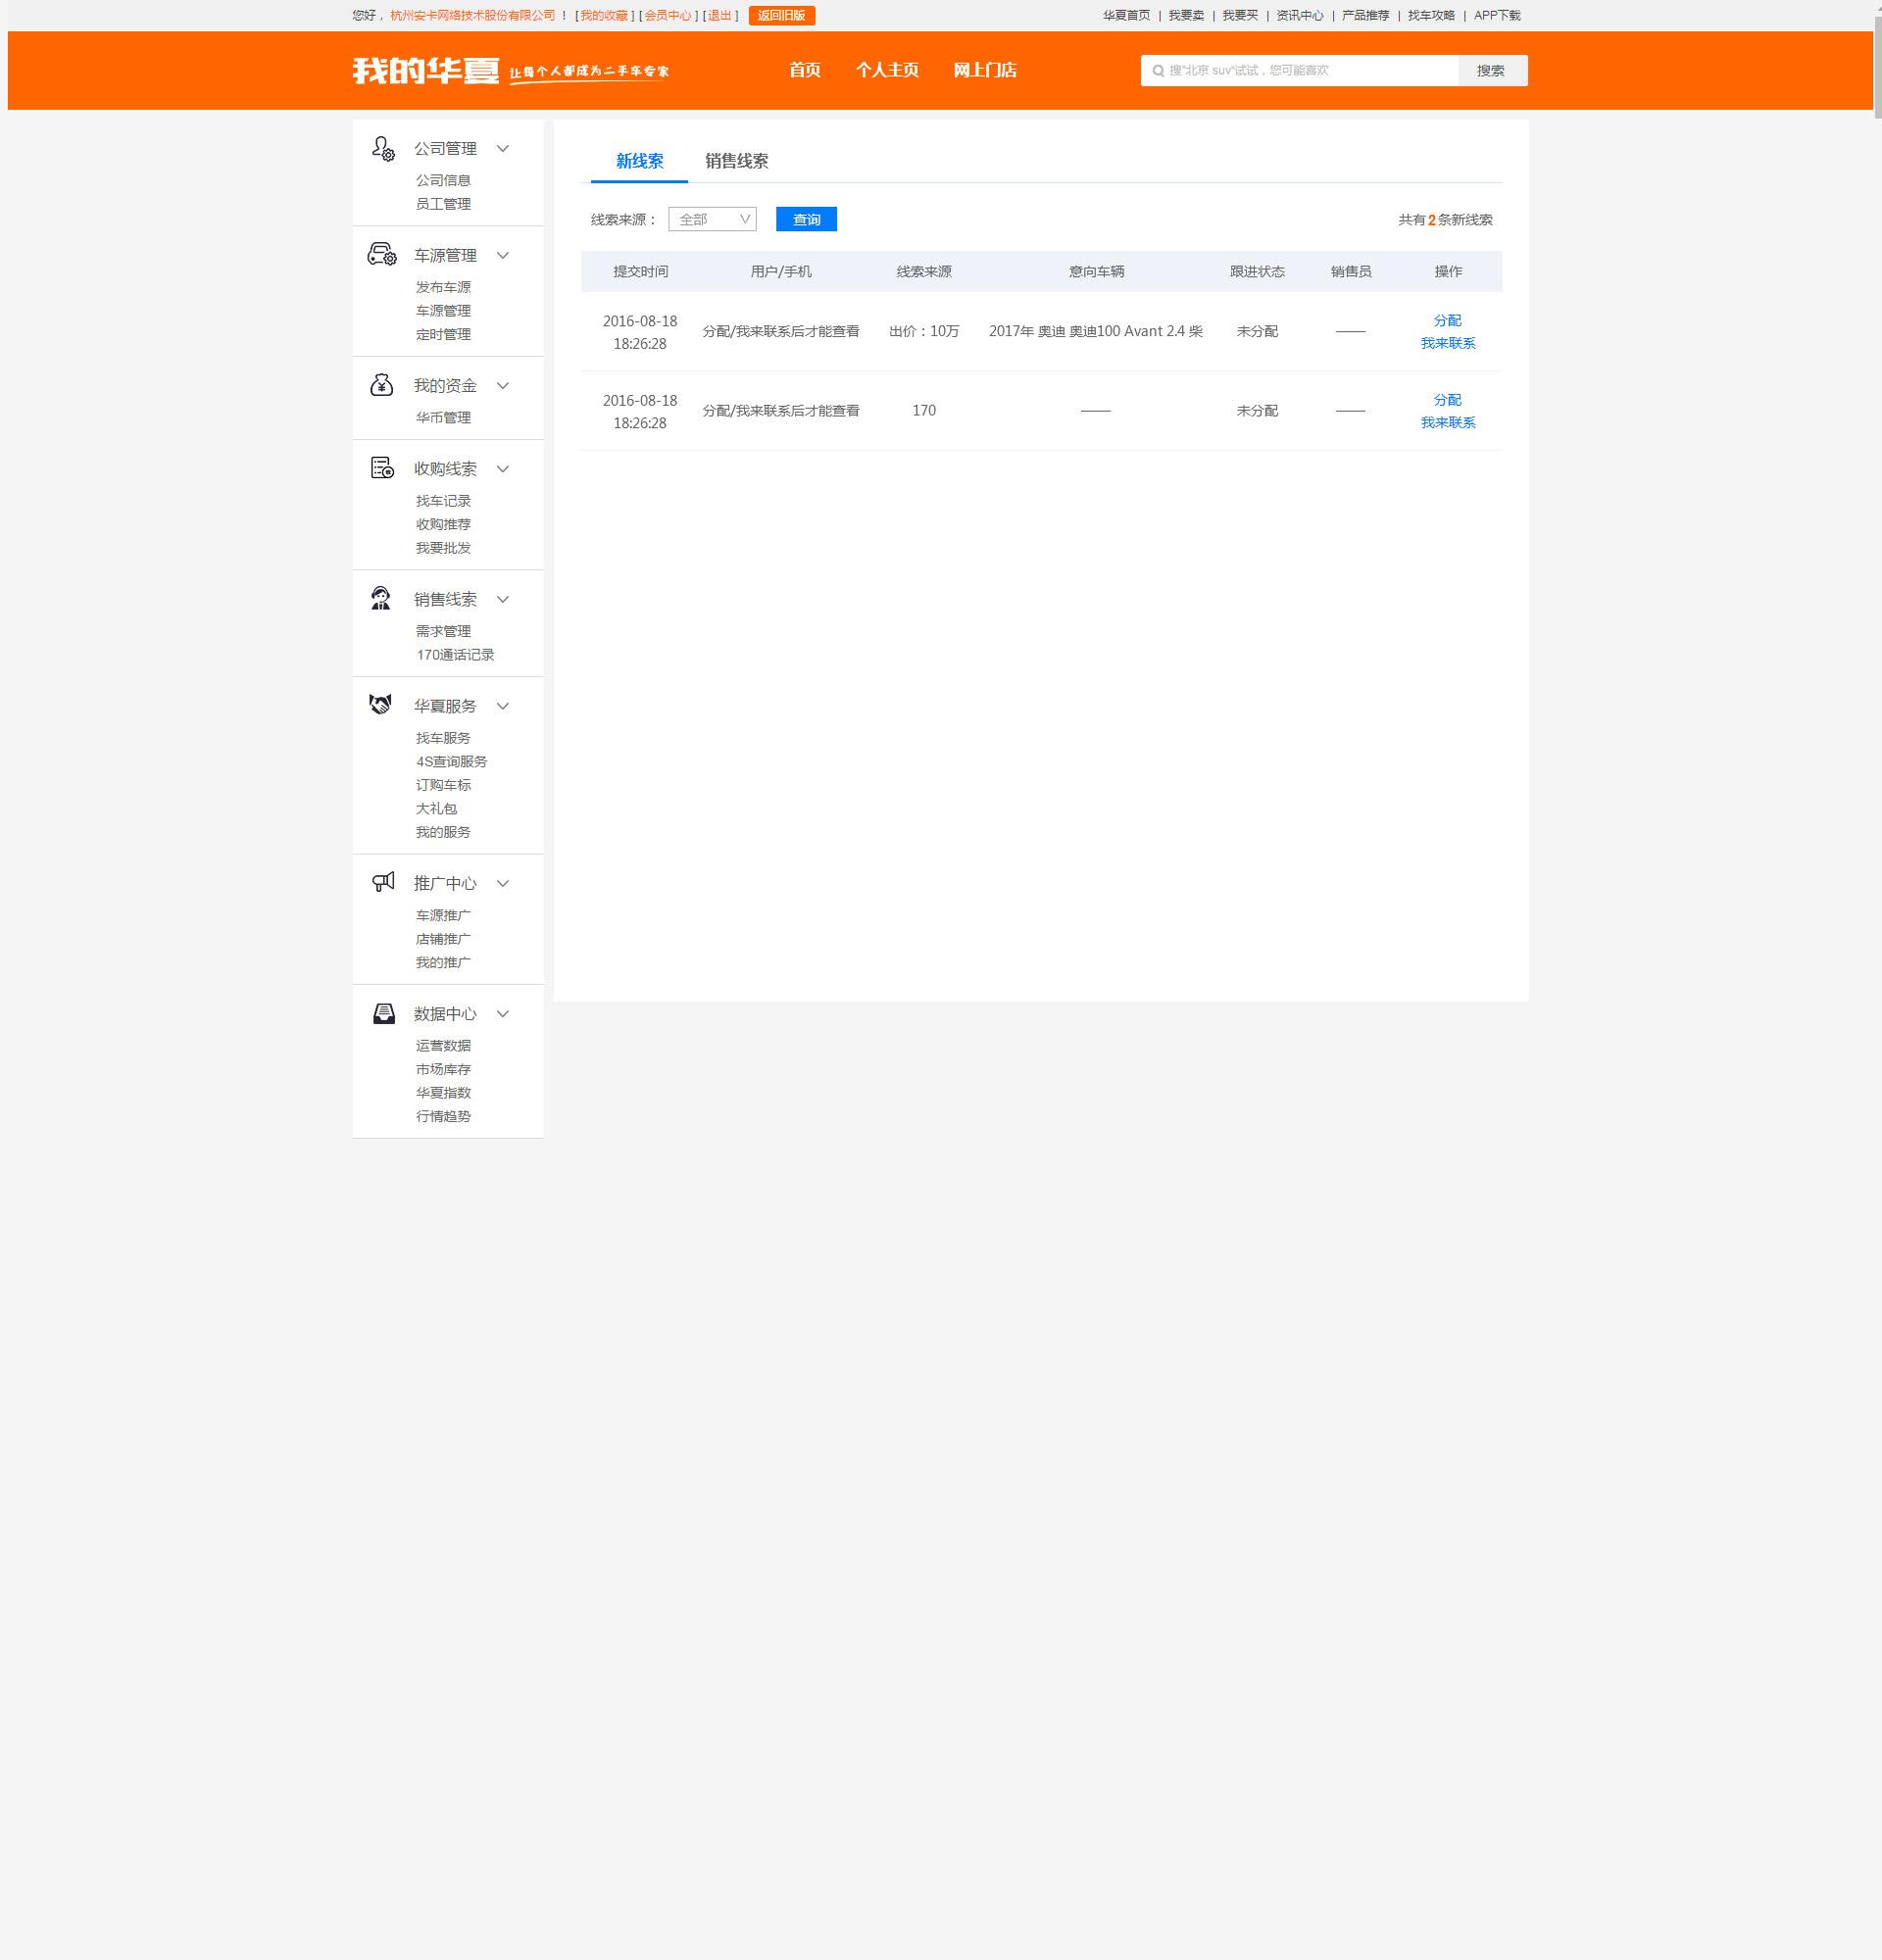 您好， 杭州安卡网络技术股份有限公司 ！ [ 我的收藏 ] [ 会员中心 ] [ 退出 ] 返回旧版
华夏首页 | 我要卖 | 我要买 | 资讯中心 | 产品推荐 | 找车攻略 | APP下载
我的华夏 让每个人都成为二手车专家
首页 个人主页 网上门店
搜"北京 suv"试试，您可能喜欢 搜索
公司管理
公司信息
员工管理
车源管理
发布车源
车源管理
定时管理
我的资金
华币管理
收购线索
找车记录
收购推荐
我要批发
销售线索
需求管理
170通话记录
华夏服务
找车服务
4S查询服务
订购车标
大礼包
我的服务
推广中心
车源推广
店铺推广
我的推广
数据中心
运营数据
市场库存
华夏指数
行情趋势
新线索 销售线索
线索来源： 全部 查询 共有2条新线索
提交时间 用户/手机 线索来源 意向车辆 跟进状态 销售员 操作
2016-08-18
18:26:28
分配/我来联系后才能查看 出价：10万 2017年 奥迪 奥迪100 Avant 2.4 柴 未分配 ——
分配
我来联系
2016-08-18
18:26:28
分配/我来联系后才能查看 170 —— 未分配 ——
分配
我来联系